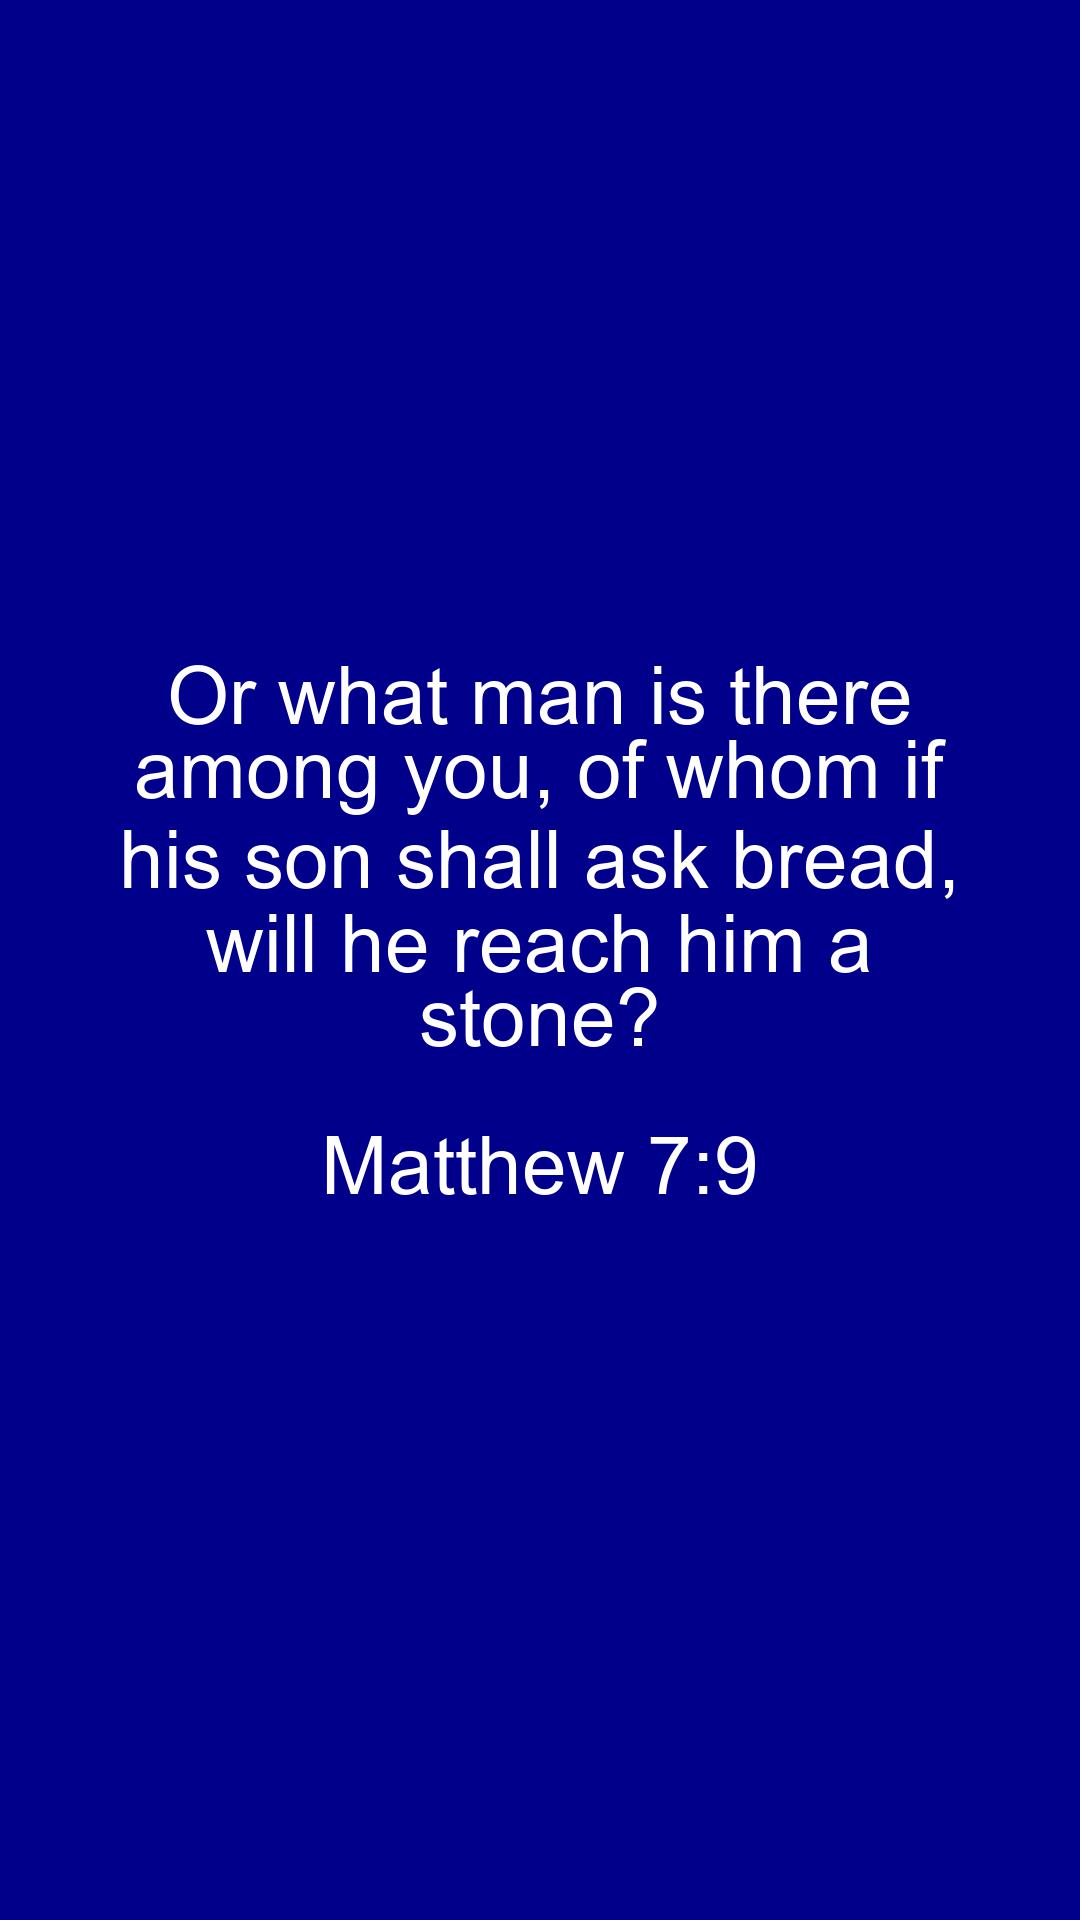 Or what man is there
among you, of whom if
his son shall ask bread,
will he reach him a
stone?
Matthew 7:9